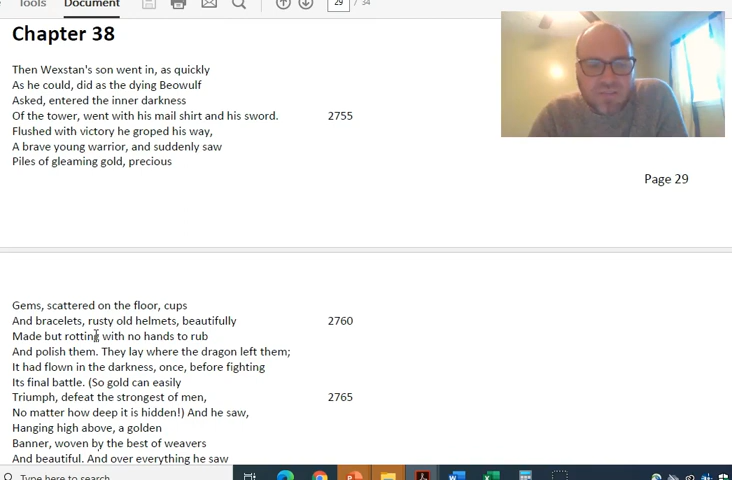 Tools
Document
29 / 34
Chapter 38
Then Wexstan's son went in, as quickly
As he could, did as the dying Beowulf
Asked, entered the inner darkness
Of the tower, went with his mail shirt and his sword. 2755
Flushed with victory he groped his way,
A brave young warrior, and suddenly saw
Piles of gleaming gold, precious
Page 29
Gems, scattered on the floor, cups
And bracelets, rusty old helmets, beautifully 2760
Made but rotting with no hands to rub
And polish them. They lay where the dragon left them;
It had flown in the darkness, once, before fighting
Its final battle. (So gold can easily
Triumph, defeat the strongest of men, 2765
No matter how deep it is hidden!) And he saw,
Hanging high above, a golden
Banner, woven by the best of weavers
And beautiful. And over everything he saw
Type here to search